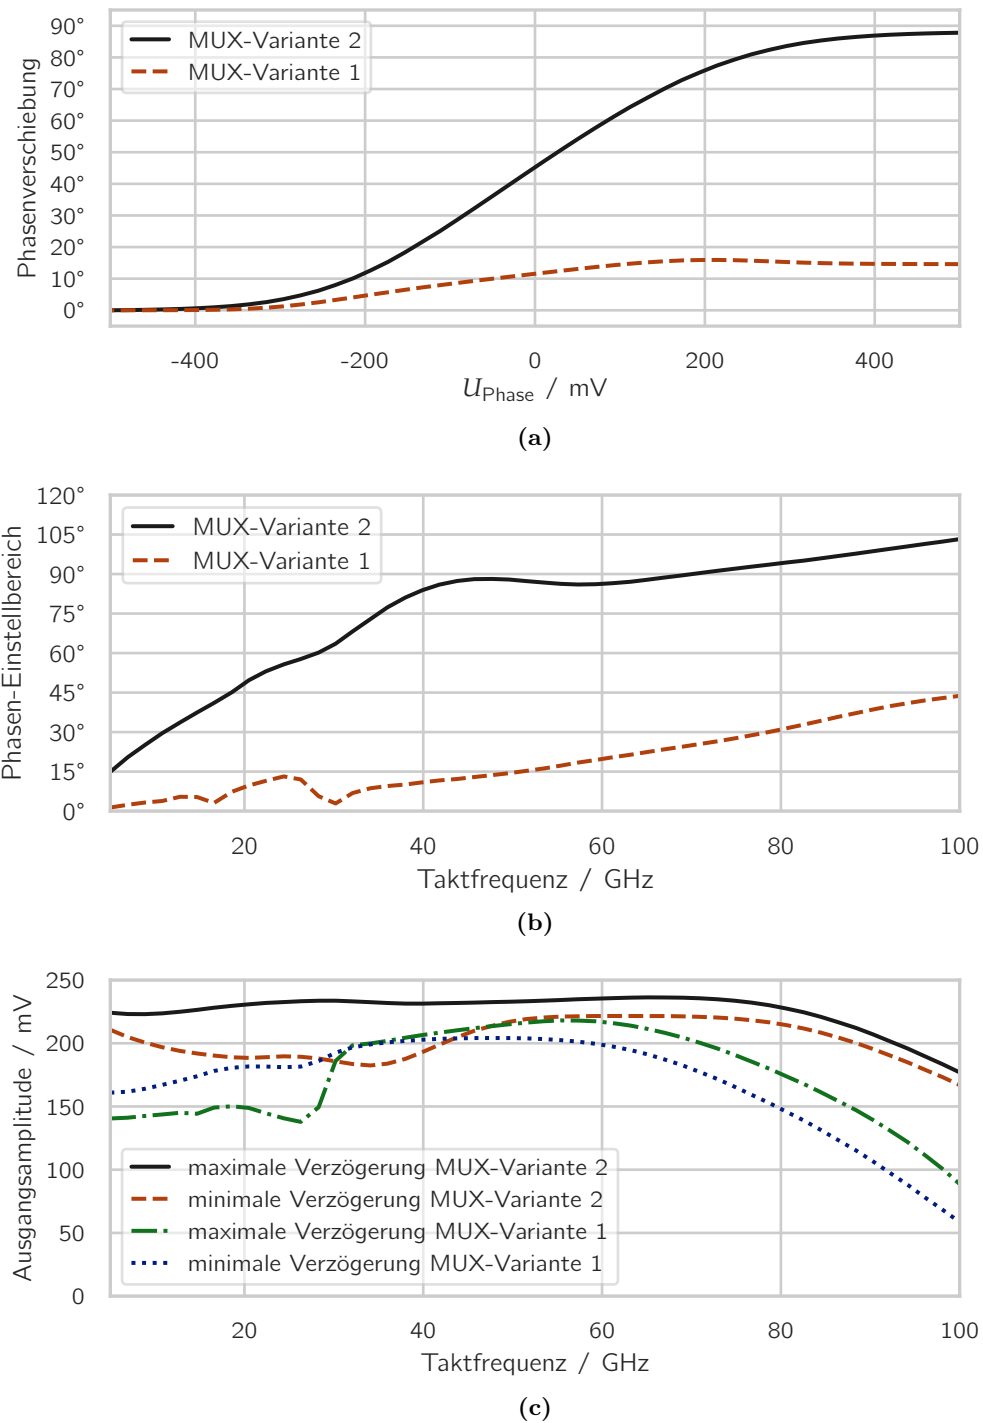 90°
80°
70°
60°
50°
40°
30°
20°
10°
0°
Phasenverschiebung
MUX-Variante 2
MUX-Variante 1
-400 -200 0 200 400
U_Phase / mV
(a)
120°
105°
90°
75°
60°
45°
30°
15°
0°
Phasen-Einstellbereich
MUX-Variante 2
MUX-Variante 1
20 40 60 80 100
Taktfrequenz / GHz
(b)
250
200
150
100
50
0
Ausgangsamplitude / mV
maximale Verzögerung MUX-Variante 2
minimale Verzögerung MUX-Variante 2
maximale Verzögerung MUX-Variante 1
minimale Verzögerung MUX-Variante 1
20 40 60 80 100
Taktfrequenz / GHz
(c)